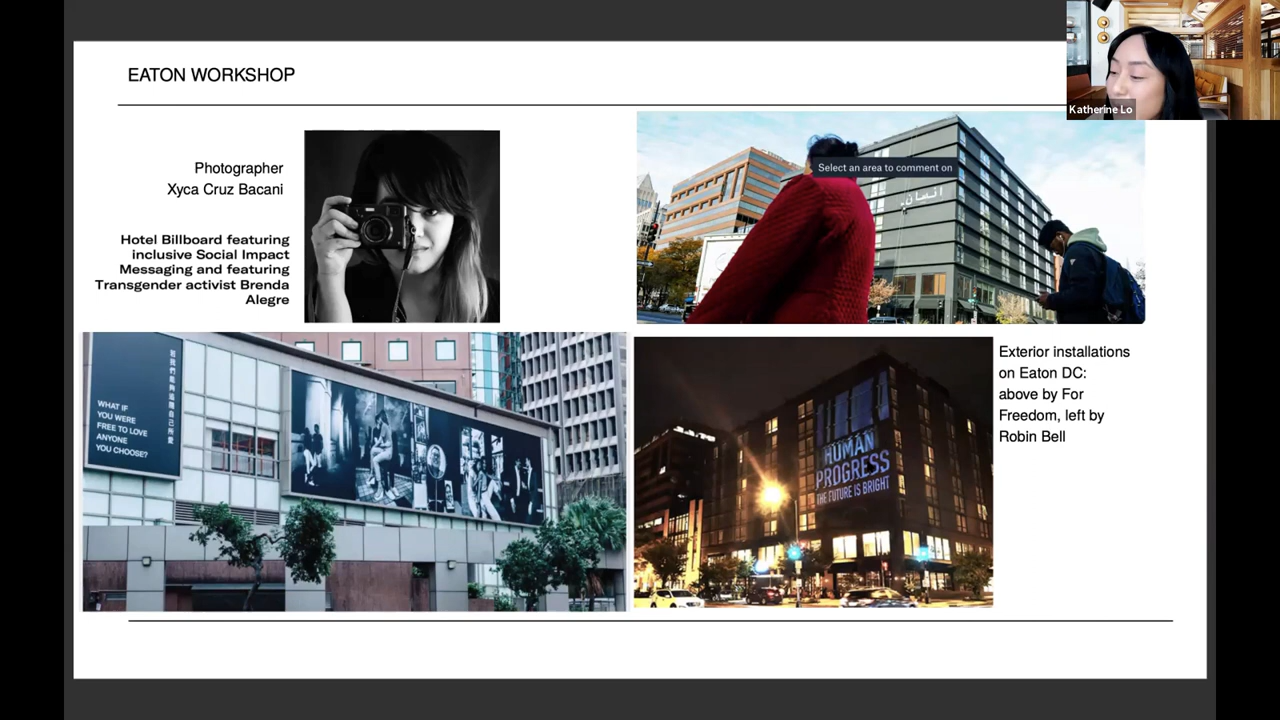 EATON WORKSHOP
Katherine Lo
Photographer
Xyca Cruz Bacani
Hotel Billboard featuring
inclusive Social Impact
Messaging and featuring
Transgender activist Brenda
Alegre
Select an area to comment on
انسان.
WHAT IF
YOU WERE
FREE TO LOVE
ANYONE
YOU CHOOSE?
HUMAN
PROGRESS
THE FUTURE IS BRIGHT
Exterior installations
on Eaton DC:
above by For
Freedom, left by
Robin Bell